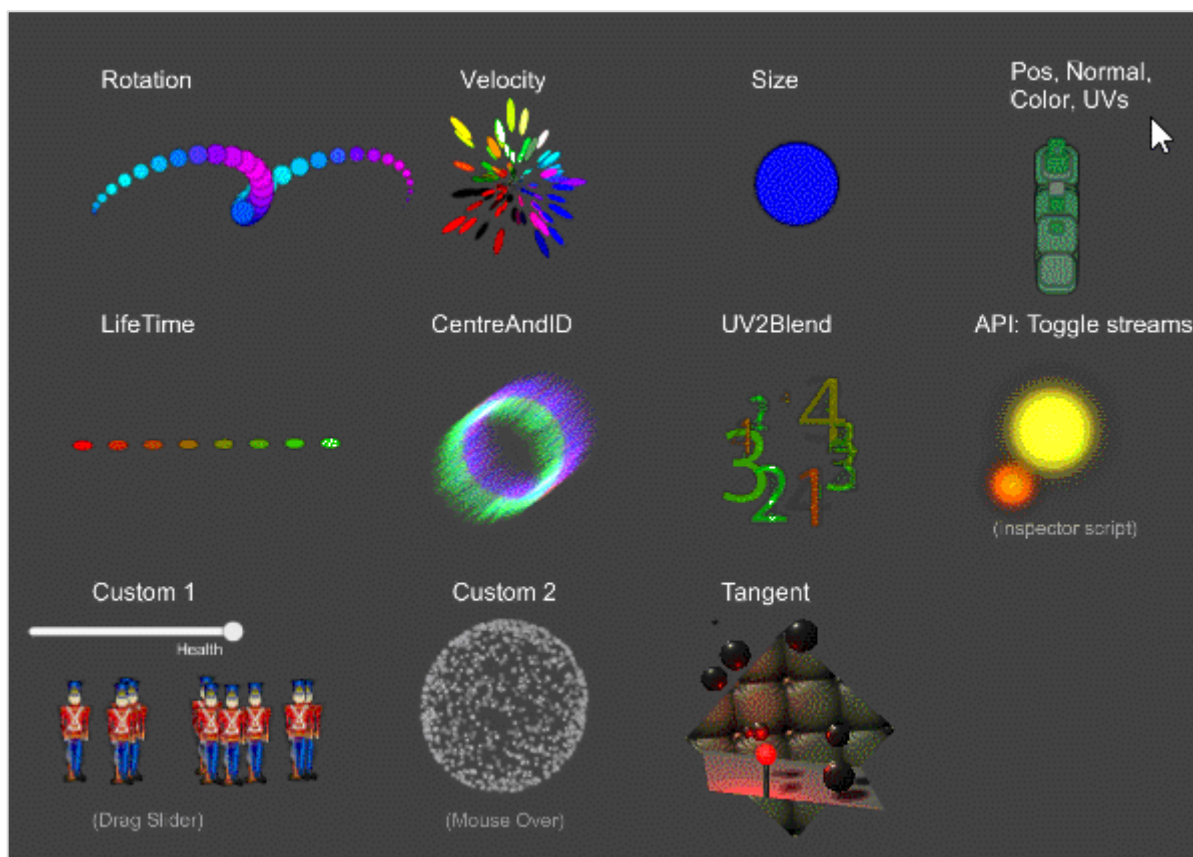 Rotation
Velocity
Size
Pos, Normal,
Color, UVs
LifeTime
CentreAndID
UV2Blend
API: Toggle streams
(Inspector script)
Custom 1
Custom 2
Tangent
Health
(Drag Slider)
(Mouse Over)